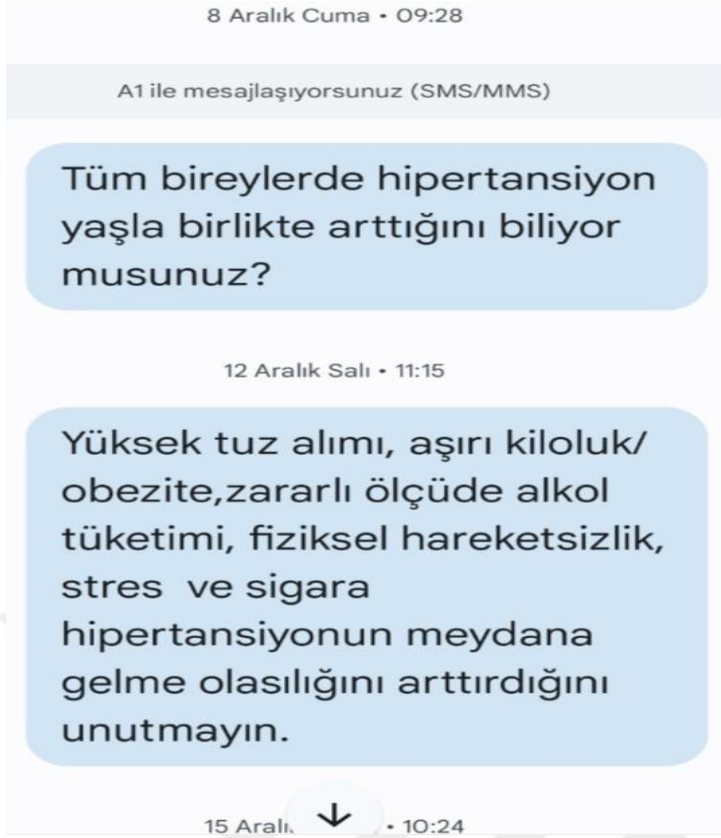 8 Aralık Cuma • 09:28
A1 ile mesajlaşıyorsunuz (SMS/MMS)
Tüm bireylerde hipertansiyon
yaşla birlikte arttığını biliyor
musunuz?
12 Aralık Salı • 11:15
Yüksek tuz alımı, aşırı kiloluk/
obezite,zararlı ölçüde alkol
tüketimi, fiziksel hareketsizlik,
stres  ve sigara
hipertansiyonun meydana
gelme olasılığını arttırdığını
unutmayın.
15 • 10:24